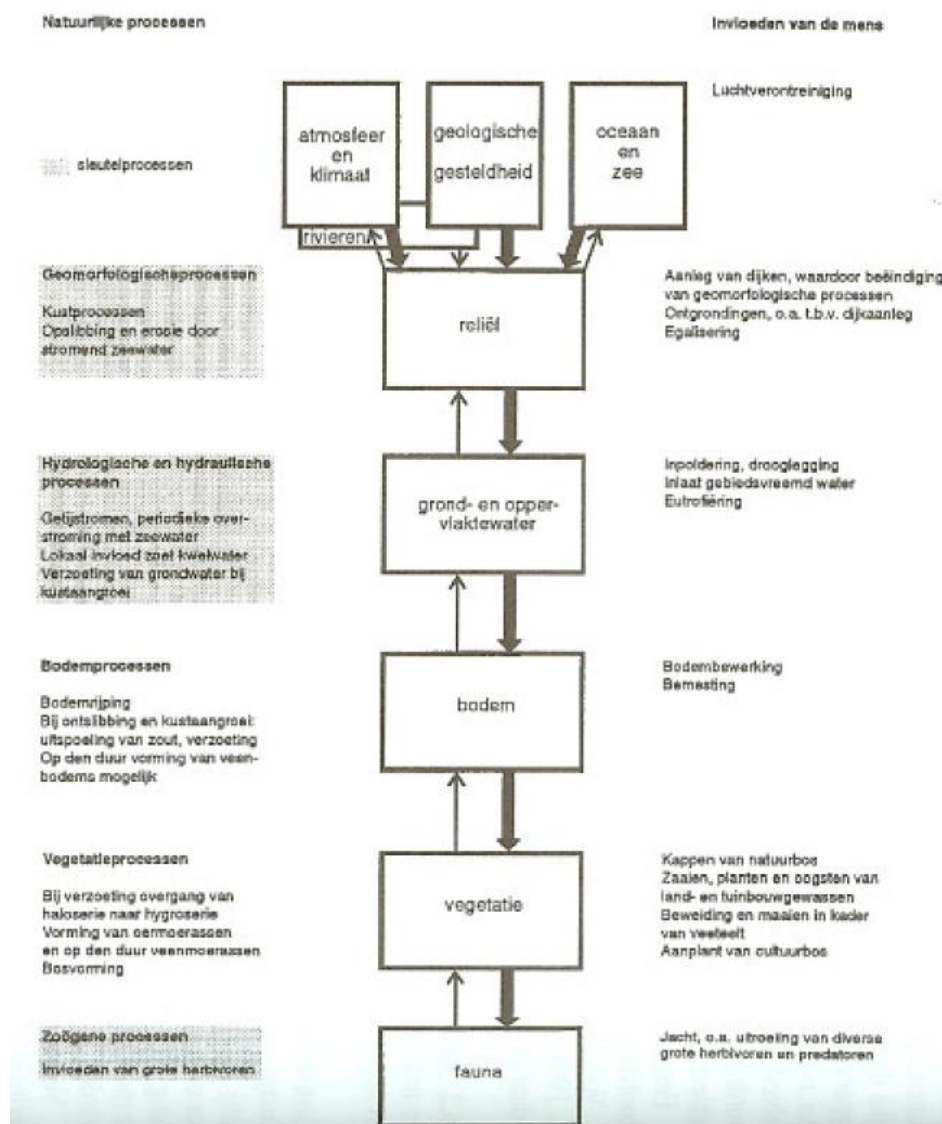 Natuurlijke processen
Invloeden van de mens
Luchtverontreiniging
atmosfeer
en
klimaat
geologische
gesteldheid
oceaan
en
zee
sleutelprocessen
rivieren
Geomorfologische processen
Kustprocessen
Opslibbing en erosie door
stromend zeewater
reliëf
Aanleg van dijken, waardoor beëindiging
van geomorfologische processen
Ontgrondingen, o.a. t.b.v. dijkaanleg
Egalisering
Hydrologische en hydraulische
processen
Getijstromen, periodieke over-
stroming met zeewater
Lokaal invloed zoet kwelwater
Verzoeting van grondwater bij
kustaangroei
grond- en opper-
vlaktewater
Inpoldering, drooglegging
Inlaat gebiedsvreemd water
Eutrofiëring
Bodemprocessen
Bodemrijping
Bij ontslibbing en kustaangroei:
uitspoeling van zout, verzoeting
Op den duur vorming van veen-
bodems mogelijk
bodem
Bodembewerking
Bemesting
Vegetatieprocessen
Bij verzoeting overgang van
haloserie naar hygroserie
Vorming van oermoerassen
en op den duur veenmoerassen
Bosvorming
vegetatie
Kappen van natuurbos
Zaaien, planten en oogsten van
land- en tuinbouwgewassen
Beweiding en maaien in kader
van veeteelt
Aanplant van cultuurbos
Zoögene processen
Invloeden van grote herbivoren
fauna
Jacht, o.a. uitroeiing van diverse
grote herbivoren en predatoren